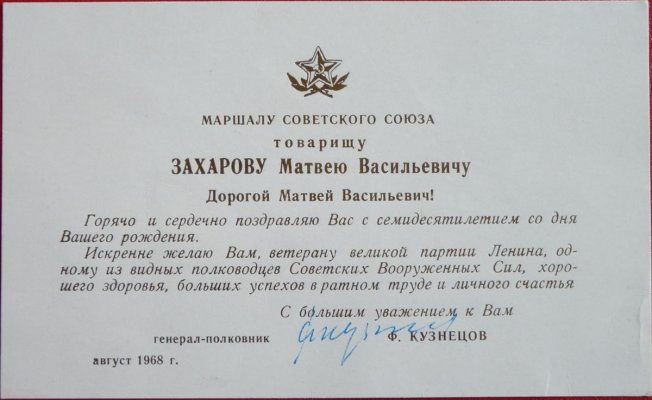 МАРШАЛУ СОВЕТСКОГО СОЮЗА
товарищу
ЗАХАРОВУ Матвею Васильевичу
Дорогой Матвей Васильевич!
Горячо и сердечно поздравляю Вас с семидесятилетием со дня
Вашего рождения.
Искренне желаю Вам, ветерану великой партии Ленина, од-
ному из видных полководцев Советских Вооруженных Сил, хоро-
шего здоровья, больших успехов в ратном труде и личного счастья
С большим уважением к Вам
генерал-полковник Ф. КУЗНЕЦОВ
август 1968 г.